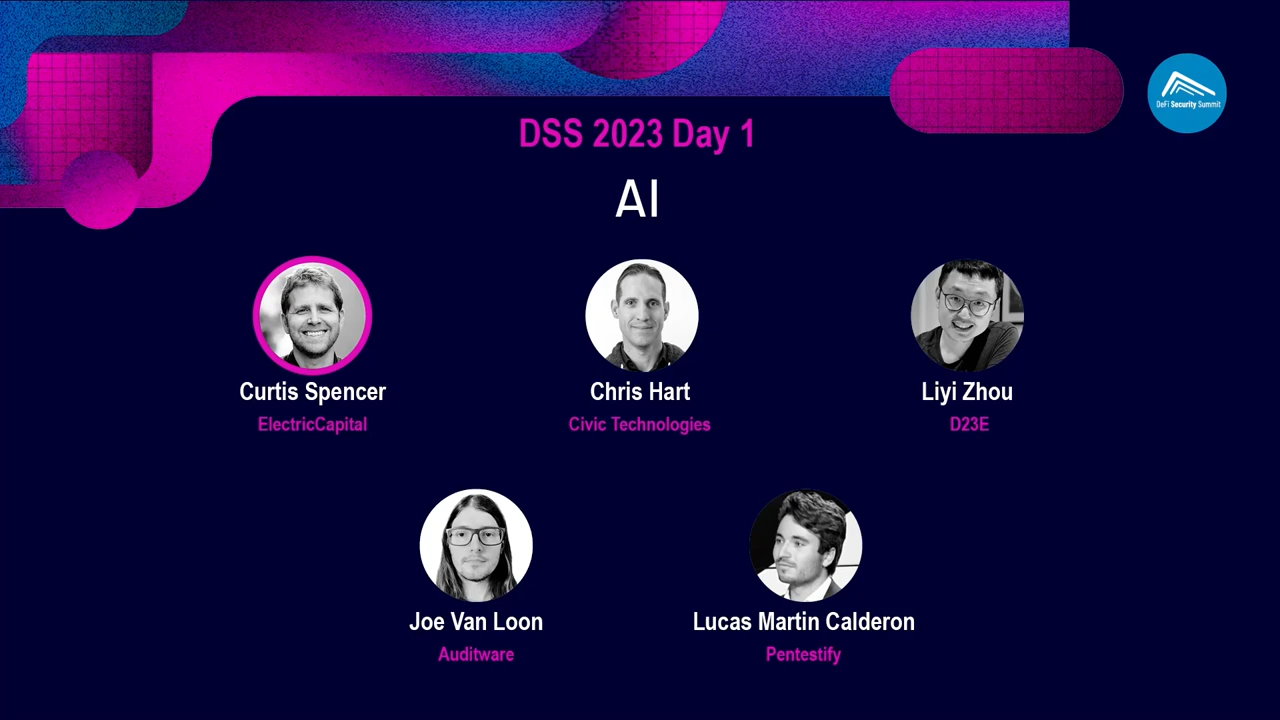 DeFi Security Summit
DSS 2023 Day 1
AI
Curtis Spencer
ElectricCapital
Chris Hart
Civic Technologies
Liyi Zhou
D23E
Joe Van Loon
Auditware
Lucas Martin Calderon
Pentestify